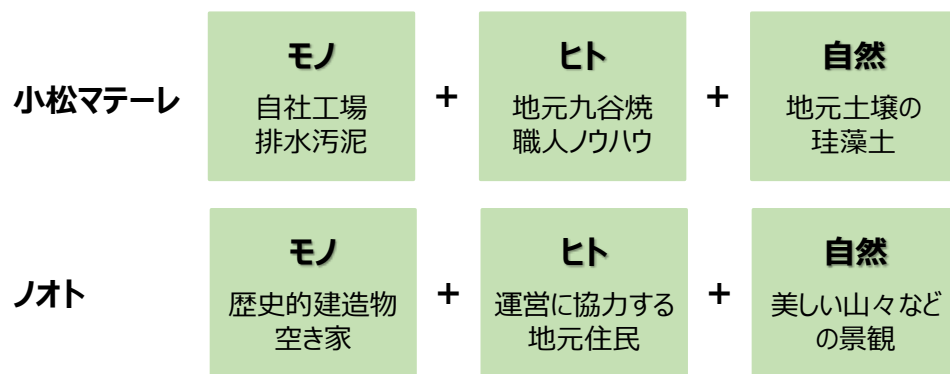 小松マテーレ
モノ
自社工場
排水汚泥
+
ヒト
地元九谷焼
職人ノウハウ
+
自然
地元土壌の
珪藻土
ノオト
モノ
歴史的建造物
空き家
+
ヒト
運営に協力する
地元住民
+
自然
美しい山々など
の景観